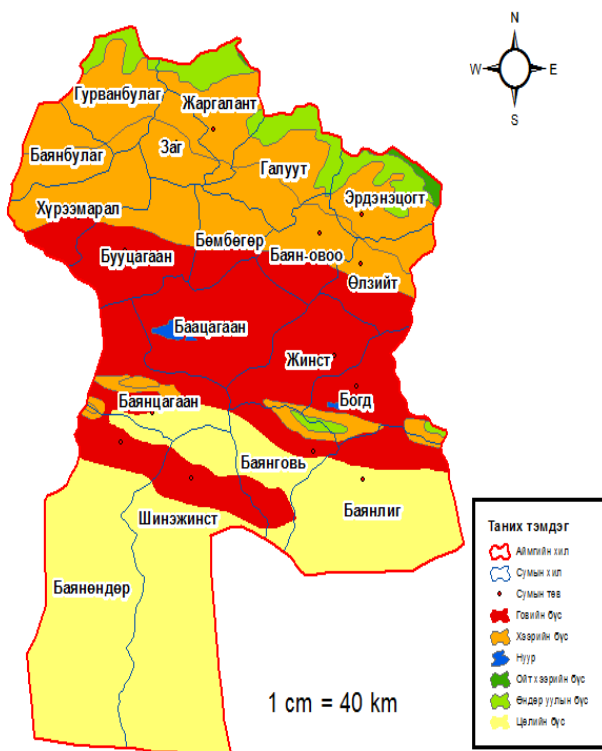 N
W E
S
Гурванбулаг
Жаргалант
Баянбулаг
Заг
Галуут
Эрдэнэцогт
Хүрээмарал
Бөмбөгөр
Баян-овоо
Бууцагаан
Өлзийт
Баацагаан
Жинст
Баянцагаан
Богд
Баянговь
Баянлиг
Шинэжинст
Баянөндөр
1 cm = 40 km
Таних тэмдэг
Аймгийн хил
Сумын хил
Сумын төв
Говийн бүс
Хээрийн бүс
Нуур
Ойт хээрийн бүс
Өндөр уулын бүс
Цөлийн бүс